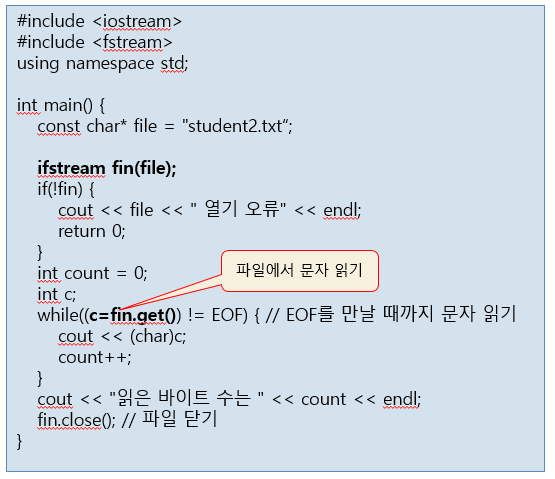 #include <iostream>
#include <fstream>
using namespace std;
int main() {
const char* file = "student2.txt“;
ifstream fin(file);
if(!fin) {
cout << file << " 열기 오류" << endl;
return 0;
}
int count = 0;
int c;
파일에서 문자 읽기
while((c=fin.get()) != EOF) { // EOF를 만날 때까지 문자 읽기
cout << (char)c;
count++;
}
cout << "읽은 바이트 수는 " << count << endl;
fin.close(); // 파일 닫기
}